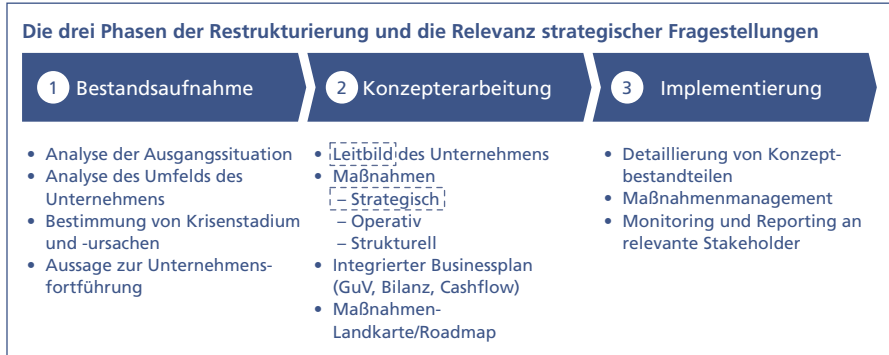 Die drei Phasen der Restrukturierung und die Relevanz strategischer Fragestellungen
1 Bestandsaufnahme
• Analyse der Ausgangssituation
• Analyse des Umfelds des
Unternehmens
• Bestimmung von Krisenstadium
und -ursachen
• Aussage zur Unternehmens-
fortführung
2 Konzepterarbeitung
• Leitbild des Unternehmens
• Maßnahmen
– Strategisch
– Operativ
– Strukturell
• Integrierter Businessplan
(GuV, Bilanz, Cashflow)
• Maßnahmen-
Landkarte/Roadmap
3 Implementierung
• Detaillierung von Konzept-
bestandteilen
• Maßnahmenmanagement
• Monitoring und Reporting an
relevante Stakeholder